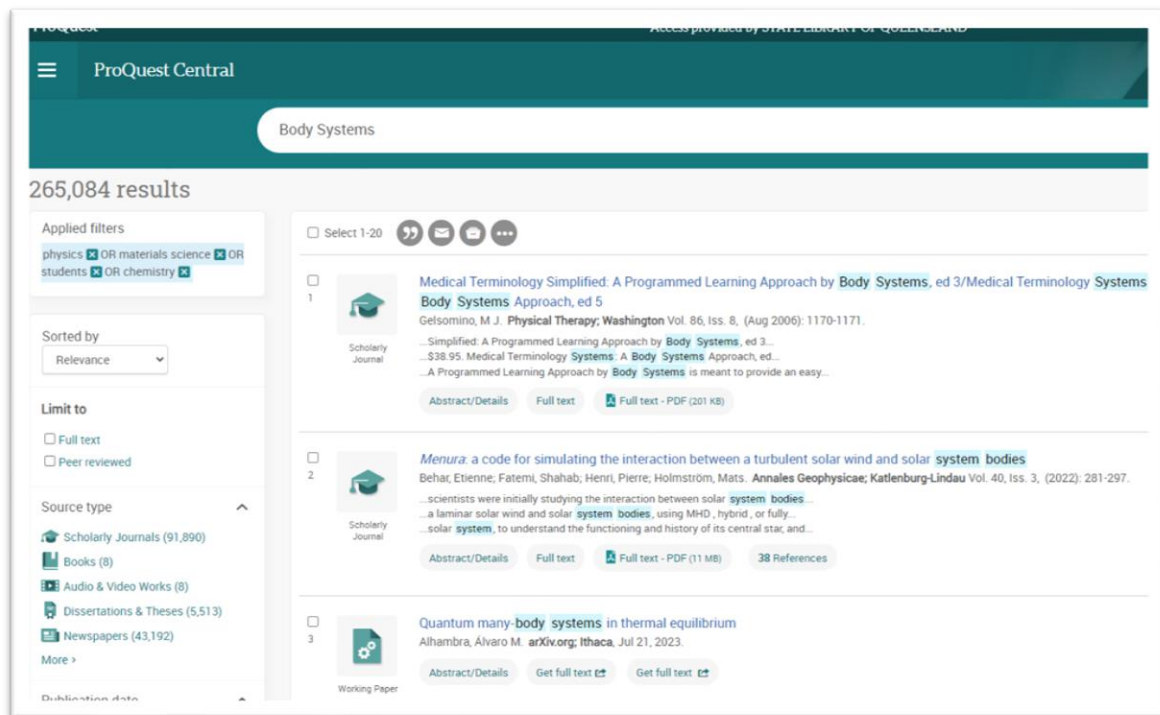 ProQuest
Access provided by STATE LIBRARY OF QUEENSLAND
ProQuest Central
Body Systems
265,084 results
Applied filters
physics OR materials science OR
students OR chemistry
Sorted by
Relevance
Limit to
Full text
Peer reviewed
Source type
Scholarly Journals (91,890)
Books (8)
Audio & Video Works (8)
Dissertations & Theses (5,513)
Newspapers (43,192)
More >
Publication date
Select 1-20
1
Scholarly
Journal
Medical Terminology Simplified: A Programmed Learning Approach by Body Systems, ed 3/Medical Terminology Systems
Body Systems Approach, ed 5
Gelsomino, M J. Physical Therapy; Washington Vol. 86, Iss. 8, (Aug 2006): 1170-1171.
...Simplified: A Programmed Learning Approach by Body Systems, ed 3...
...$38.95. Medical Terminology Systems: A Body Systems Approach, ed...
...A Programmed Learning Approach by Body Systems is meant to provide an easy...
Abstract/Details Full text Full text - PDF (201 KB)
2
Scholarly
Journal
Menura: a code for simulating the interaction between a turbulent solar wind and solar system bodies
Behar, Etienne; Fatemi, Shahab; Henri, Pierre; Holmström, Mats. Annales Geophysicae; Katlenburg-Lindau Vol. 40, Iss. 3, (2022): 281-297.
...scientists were initially studying the interaction between solar system bodies...
...a laminar solar wind and solar system bodies, using MHD, hybrid, or fully...
...solar system, to understand the functioning and history of its central star, and...
Abstract/Details Full text Full text - PDF (11 MB) 38 References
3
Working Paper
Quantum many-body systems in thermal equilibrium
Alhambra, Álvaro M. arXiv.org; Ithaca, Jul 21, 2023.
Abstract/Details Get full text Get full text